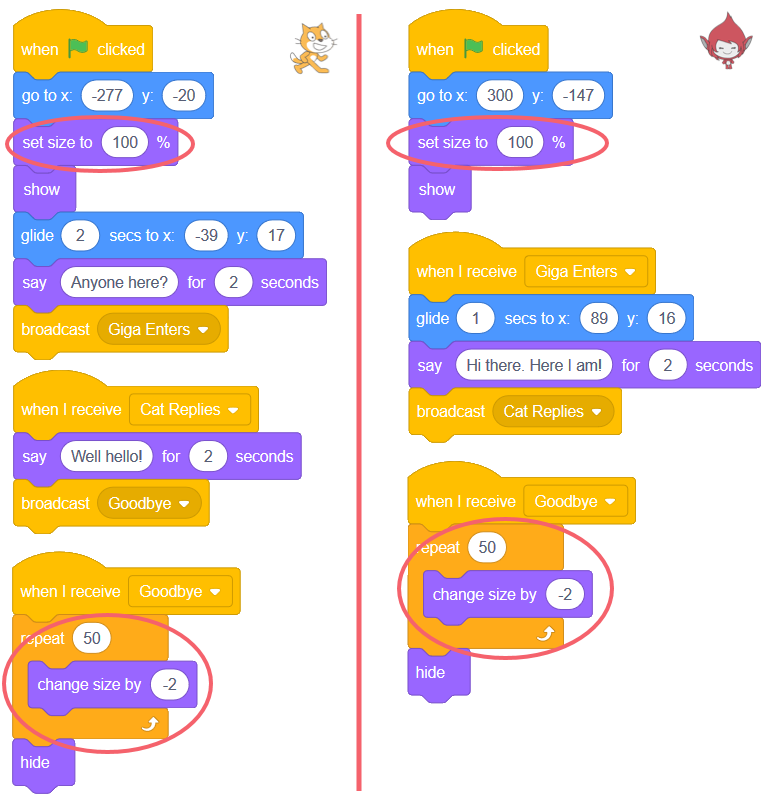 when clicked
go to x: -277 y: -20
set size to 100 %
show
glide 2 secs to x: -39 y: 17
say Anyone here? for 2 seconds
broadcast Giga Enters
when I receive Cat Replies
say Well hello! for 2 seconds
broadcast Goodbye
when I receive Goodbye
repeat 50
change size by -2
hide
when clicked
go to x: 300 y: -147
set size to 100 %
show
when I receive Giga Enters
glide 1 secs to x: 89 y: 16
say Hi there. Here I am! for 2 seconds
broadcast Cat Replies
when I receive Goodbye
repeat 50
change size by -2
hide